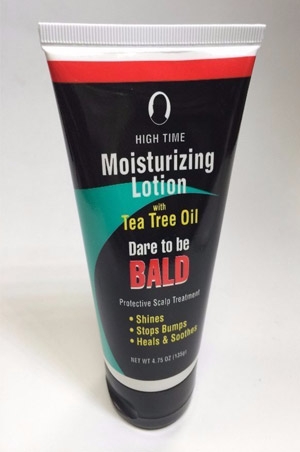 HIGH TIME
Moisturizing
Lotion
with
Tea Tree Oil
Dare to be
BALD
Protective Scalp Treatment
• Shines
• Stops Bumps
• Heals & Soothes
NET WT 4.75 OZ (135g)